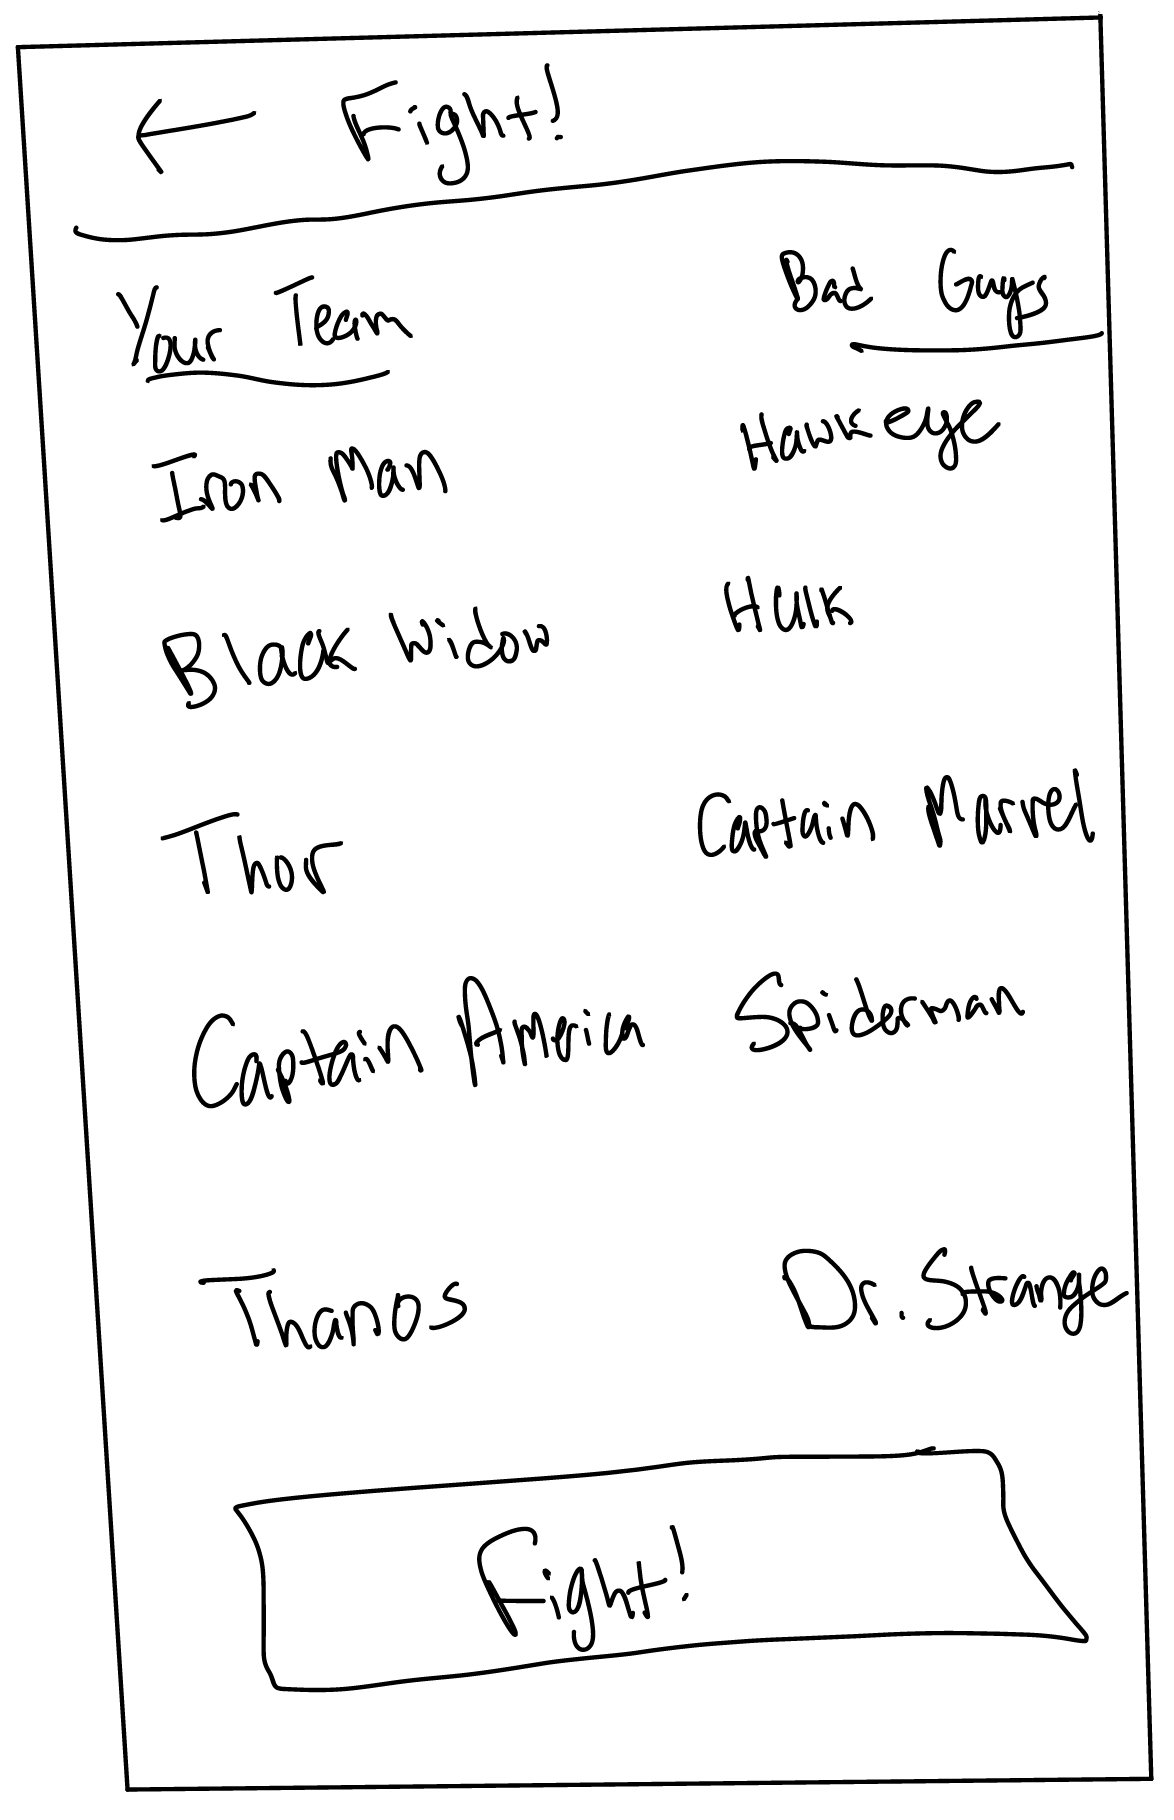 Fight!
Your Team
Bad Guys
Iron Man
Hawkeye
Black Widow
Hulk
Thor
Captain Marvel
Captain America
Spiderman
Thanos
Dr. Strange
Fight!